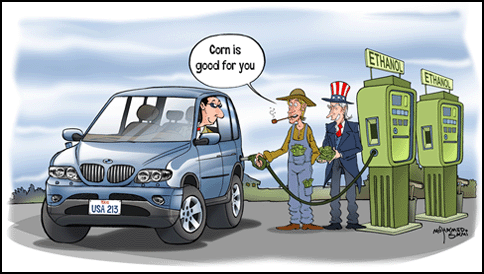 Corn is
good for you
ETHANOL
ETHANOL
USA 213